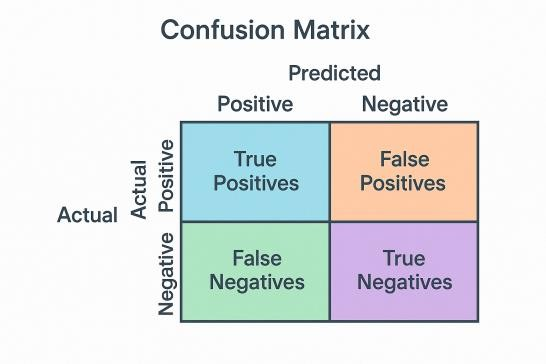 Confusion Matrix
Predicted
Positive
Negative
Actual
Actual
Positive
True
Positives
False
Positives
Negative
False
Negatives
True
Negatives